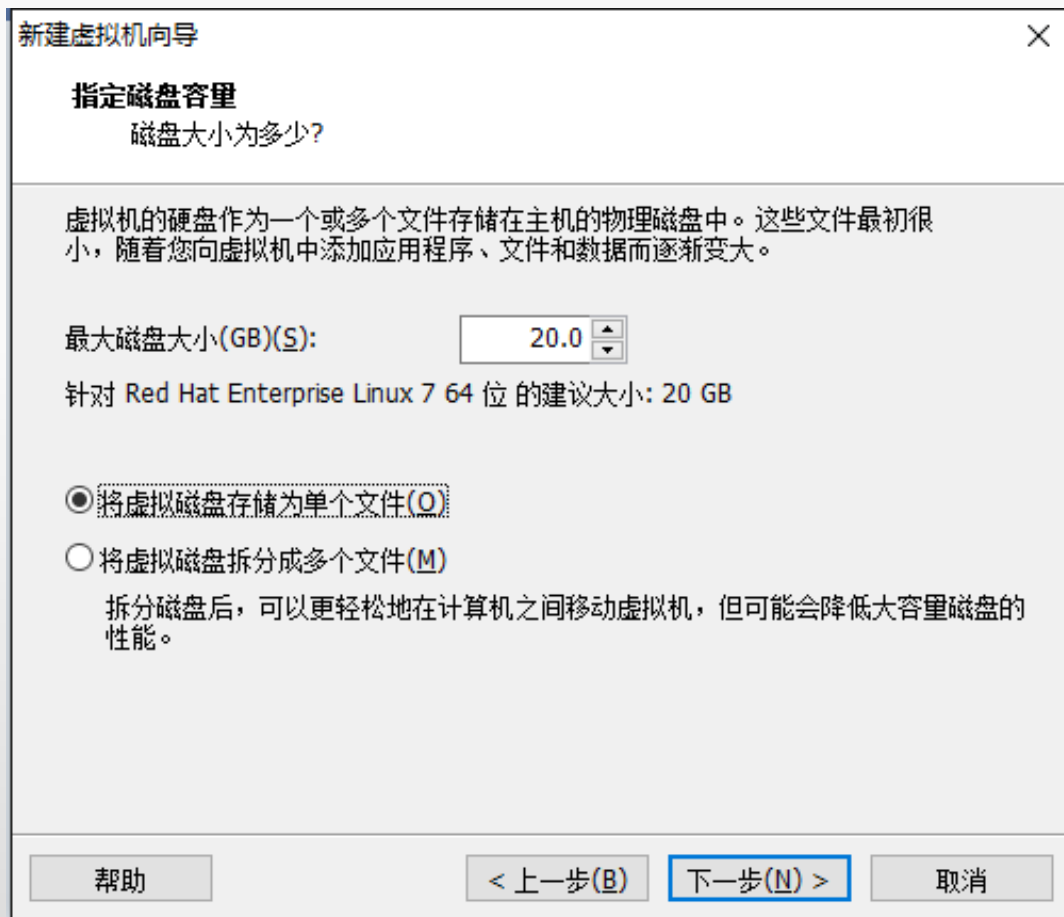 新建虚拟机向导
指定磁盘容量
磁盘大小为多少?
虚拟机的硬盘作为一个或多个文件存储在主机的物理磁盘中。这些文件最初很
小，随着您向虚拟机中添加应用程序、文件和数据而逐渐变大。
最大磁盘大小(GB)(S): 20.0
针对 Red Hat Enterprise Linux 7 64 位 的建议大小: 20 GB
将虚拟磁盘存储为单个文件(O)
将虚拟磁盘拆分成多个文件(M)
拆分磁盘后，可以更轻松地在计算机之间移动虚拟机，但可能会降低大容量磁盘的
性能。
帮助 < 上一步(B) 下一步(N) > 取消